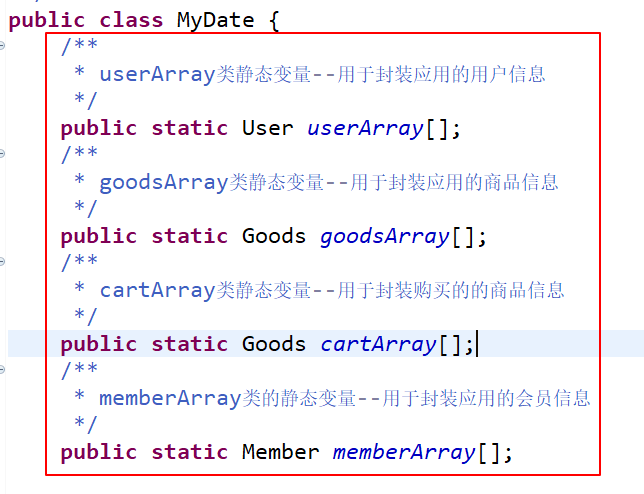 public class MyDate {
/**
* userArray类静态变量--用于封装应用的用户信息
*/
public static User userArray[];
/**
* goodsArray类静态变量--用于封装应用的商品信息
*/
public static Goods goodsArray[];
/**
* cartArray类静态变量--用于封装购买的的商品信息
*/
public static Goods cartArray[];
/**
* memberArray类的静态变量--用于封装应用的会员信息
*/
public static Member memberArray[];